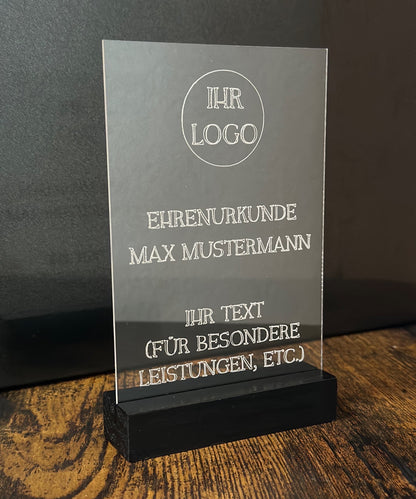 IHR
LOGO
EHRENURKUNDE
MAX MUSTERMANN
IHR TEXT
(FÜR BESONDERE
LEISTUNGEN, ETC.)